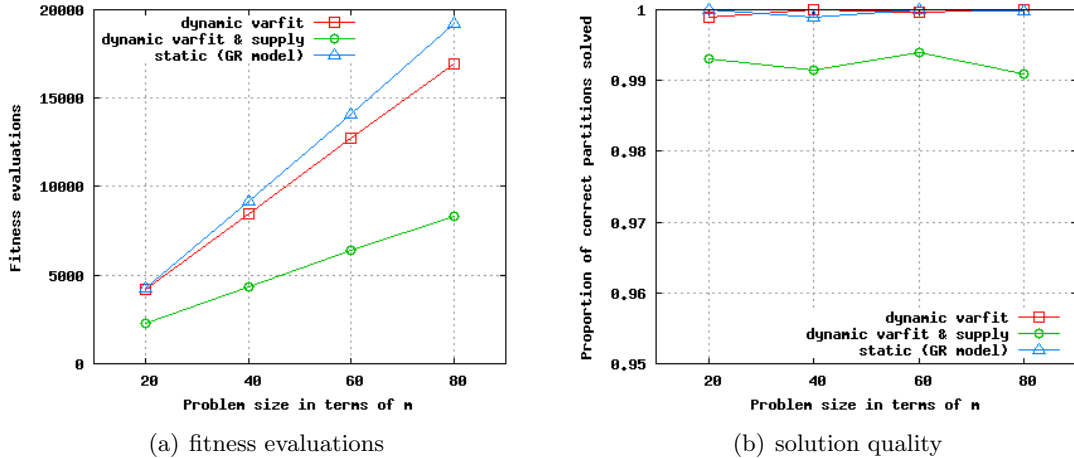 20000
15000
10000
5000
0
Fitness evaluations
dynamic varfit
dynamic varfit & supply
static (GR model)
20 40 60 80
Problem size in terms of m
(a) fitness evaluations
1
0.99
0.98
0.97
0.96
0.95
Proportion of correct partitions solved
dynamic varfit
dynamic varfit & supply
static (GR model)
20 40 60 80
Problem size in terms of m
(b) solution quality